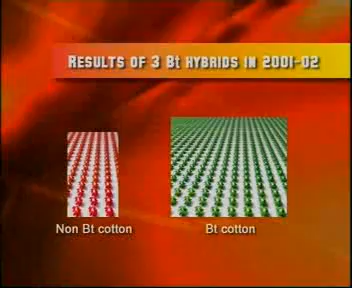 RESULTS OF 3 Bt HYBRIDS IN 2001-02
Non Bt cotton
Bt cotton